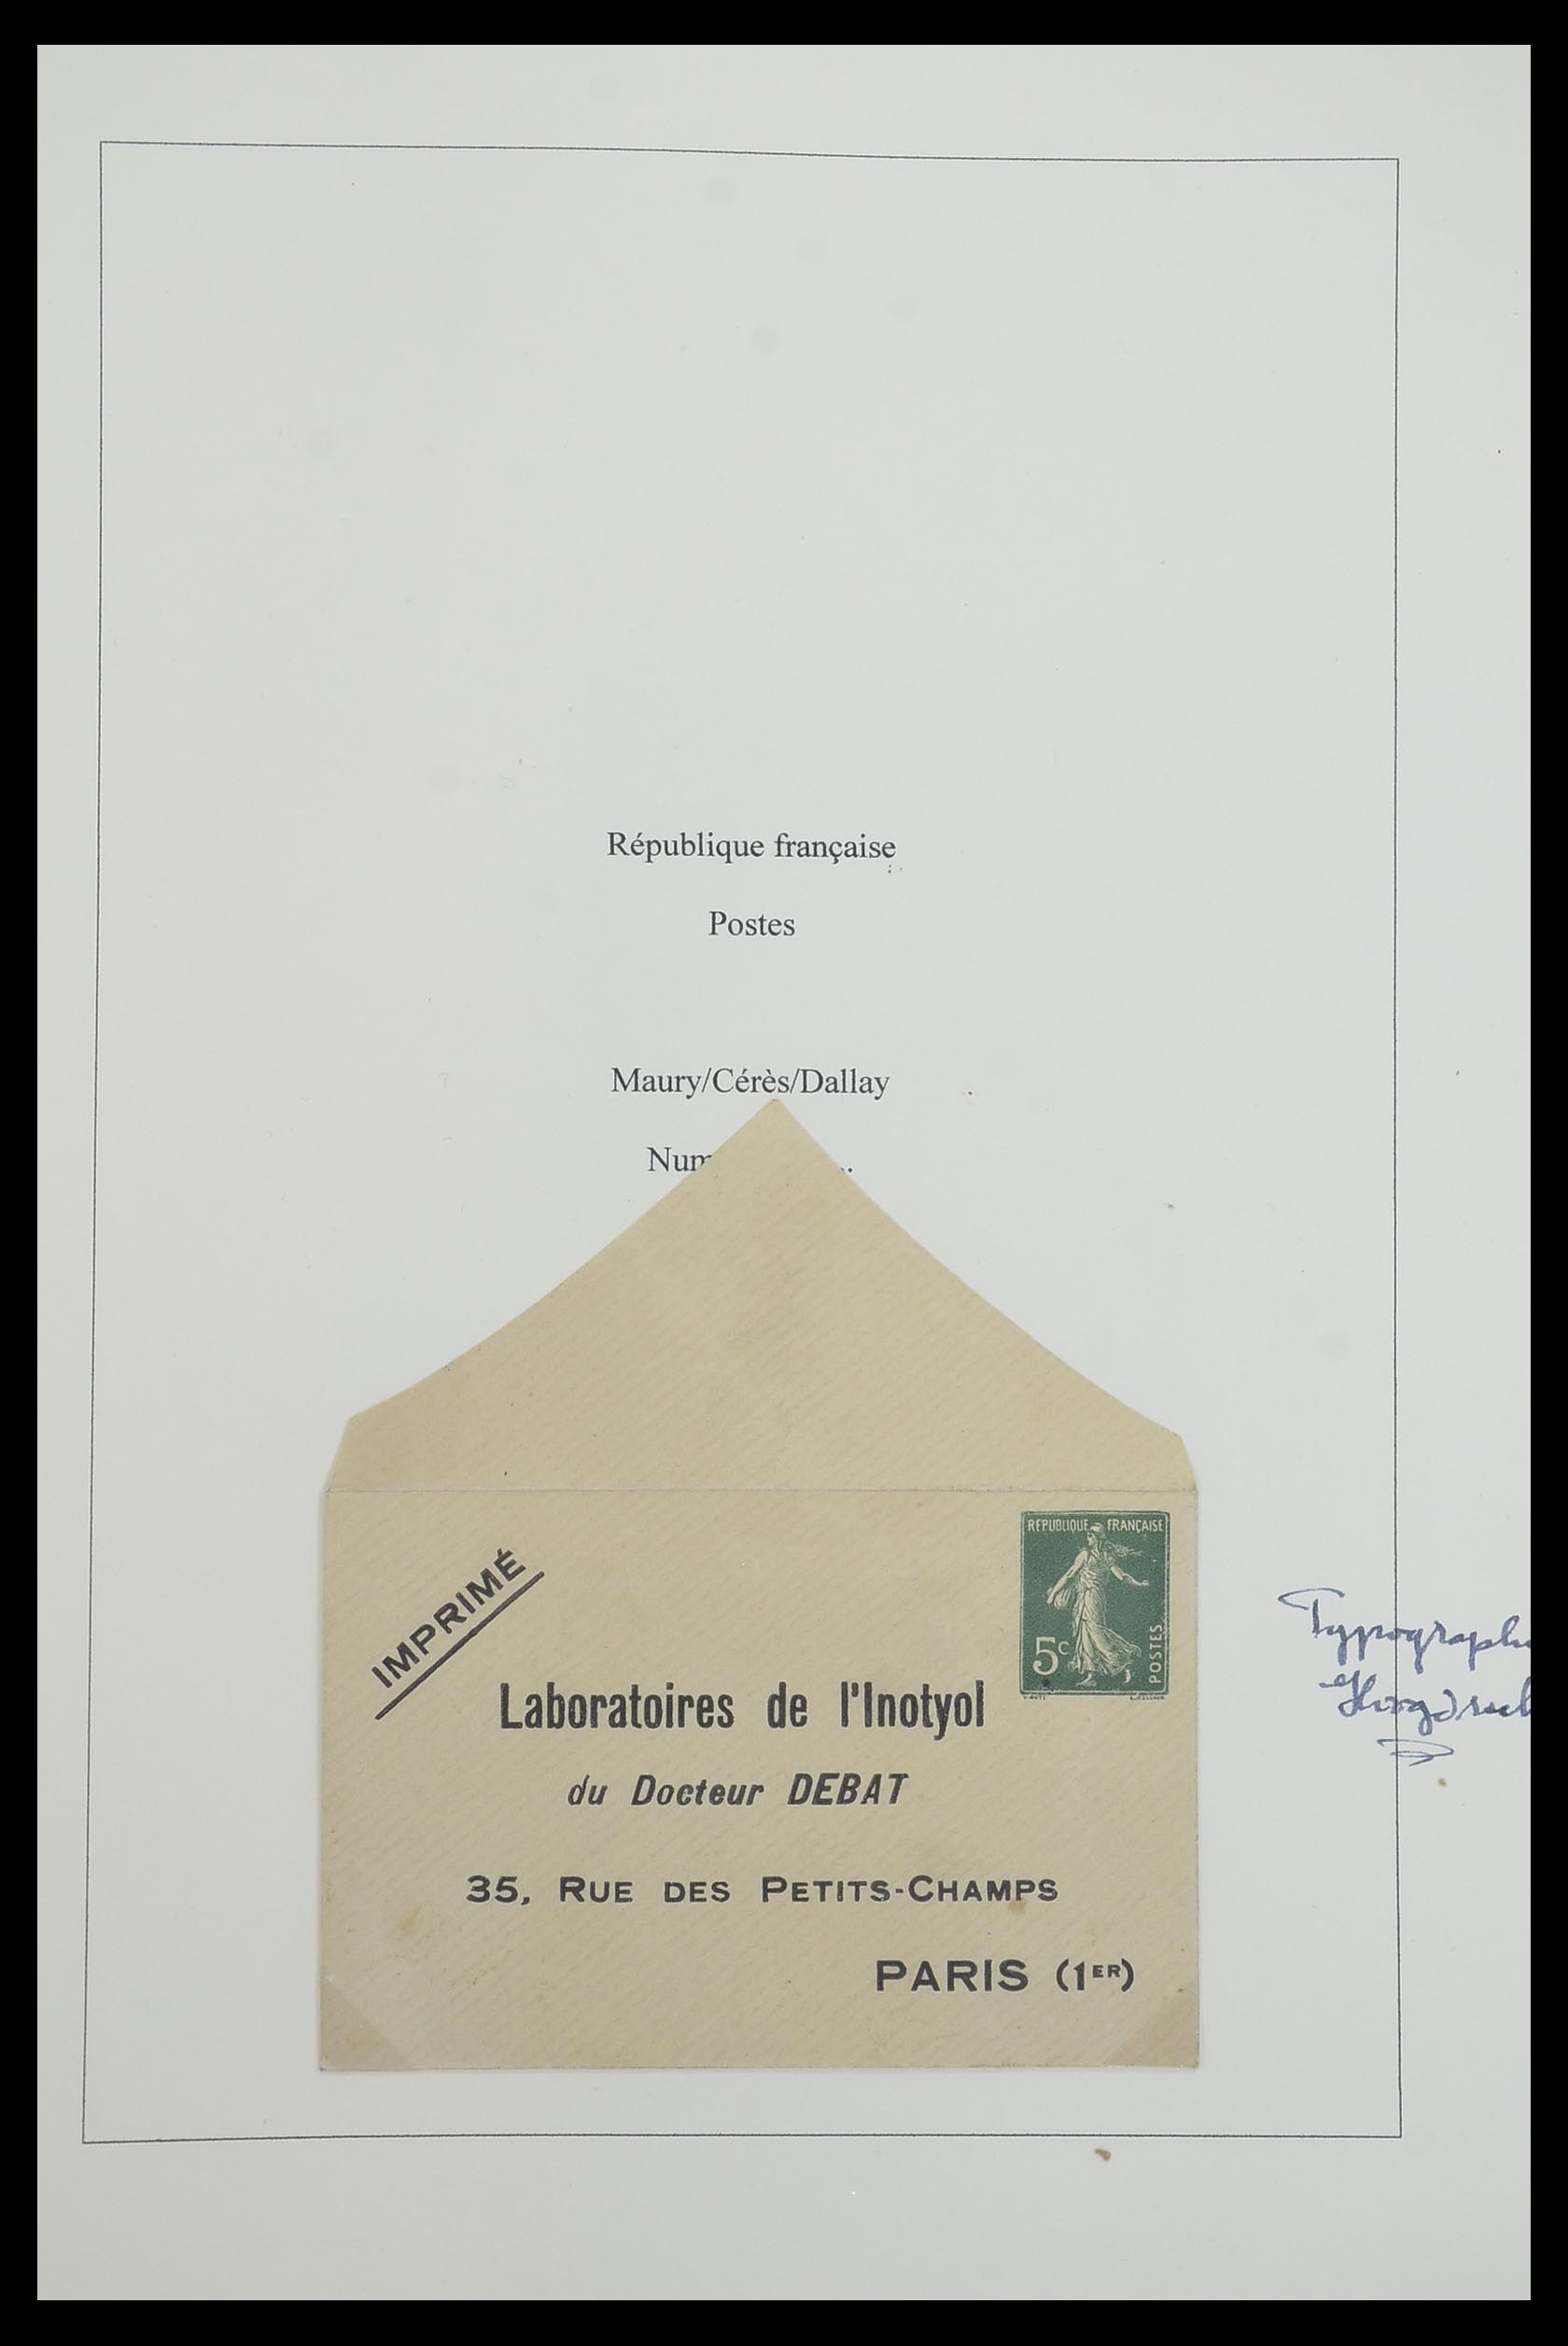 République française
Postes
Maury/Cérès/Dallay
IMPRIMÉ
REPUBLIQUE FRANÇAISE
5c
POSTES
Laboratoires de l'Inotyol
du Docteur DEBAT
35, RUE DES PETITS-CHAMPS
PARIS (1ER)